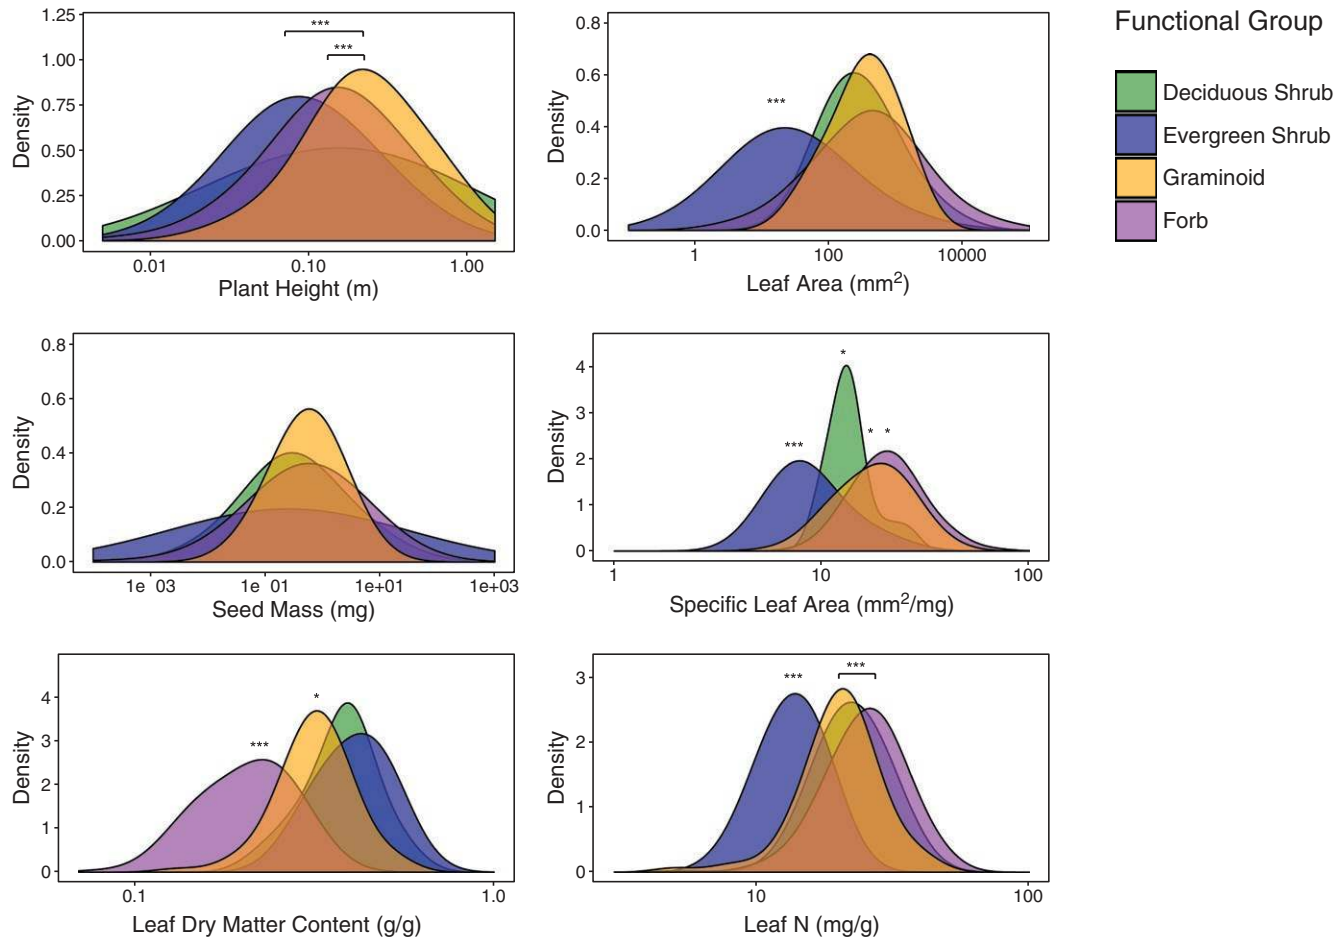 Functional Group
Deciduous Shrub
Evergreen Shrub
Graminoid
Forb
1.25
1.00
0.75
0.50
0.25
0.00
Density
***
***
0.01 0.10 1.00
Plant Height (m)
0.8
0.6
0.4
0.2
0.0
Density
***
1 100 10000
Leaf Area (mm²)
0.8
0.6
0.4
0.2
0.0
Density
1e 03 1e 01 1e+01 1e+03
Seed Mass (mg)
4
3
2
1
0
Density
*
***
* *
1 10 100
Specific Leaf Area (mm²/mg)
4
3
2
1
0
Density
*
***
0.1 1.0
Leaf Dry Matter Content (g/g)
3
2
1
0
Density
***
***
10 100
Leaf N (mg/g)